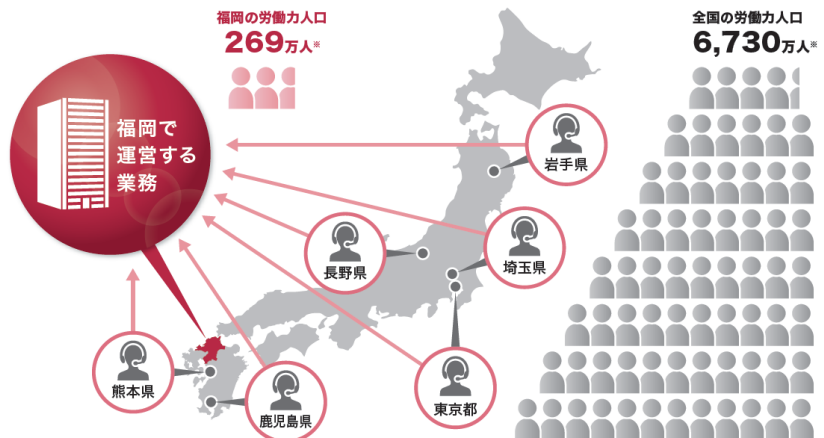 福岡の労働力人口
269万人※
全国の労働力人口
6,730万人※
福岡で
運営する
業務
岩手県
長野県
埼玉県
熊本県
鹿児島県
東京都